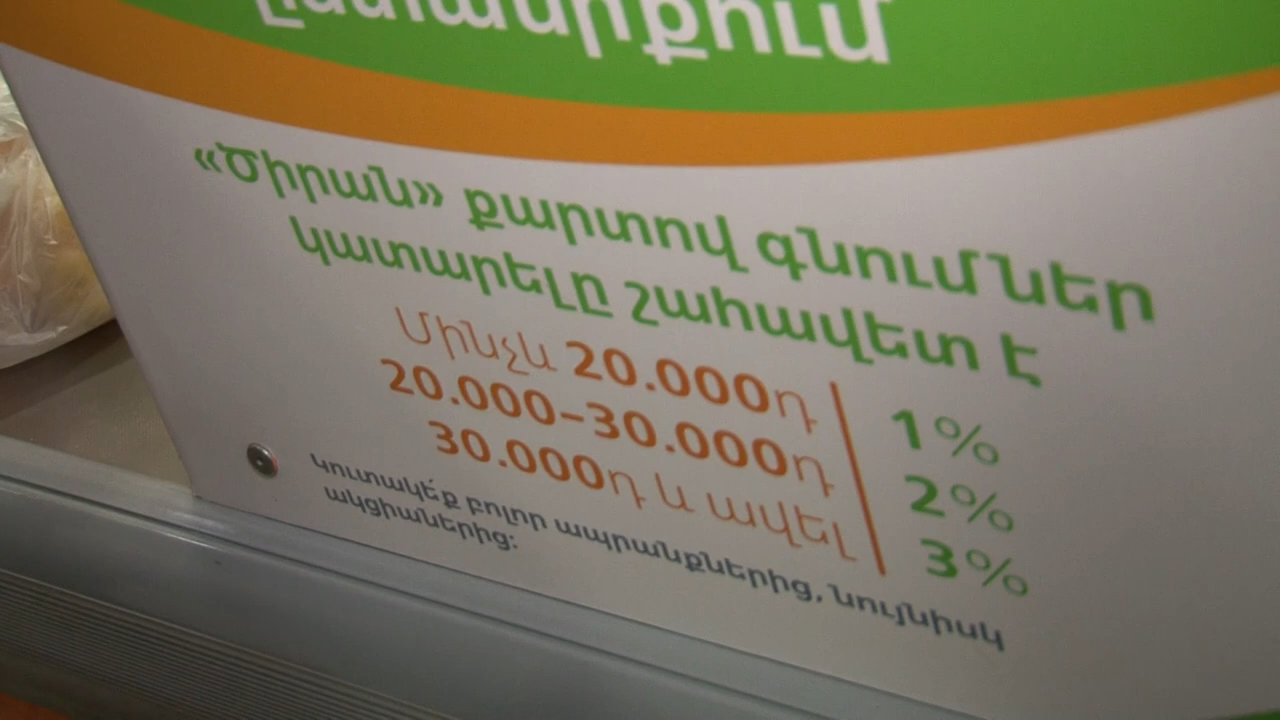 ընտանիքում
«Ծիրան» քարտով գնումներ
կատարելը շահավետ է
Մինչև 20.000դ 1%
20.000–30.000դ 2%
30.000դ և ավել 3%
Կուտակե՛ք բոլոր ապրանքներից, նույնիսկ
ակցիաներից: